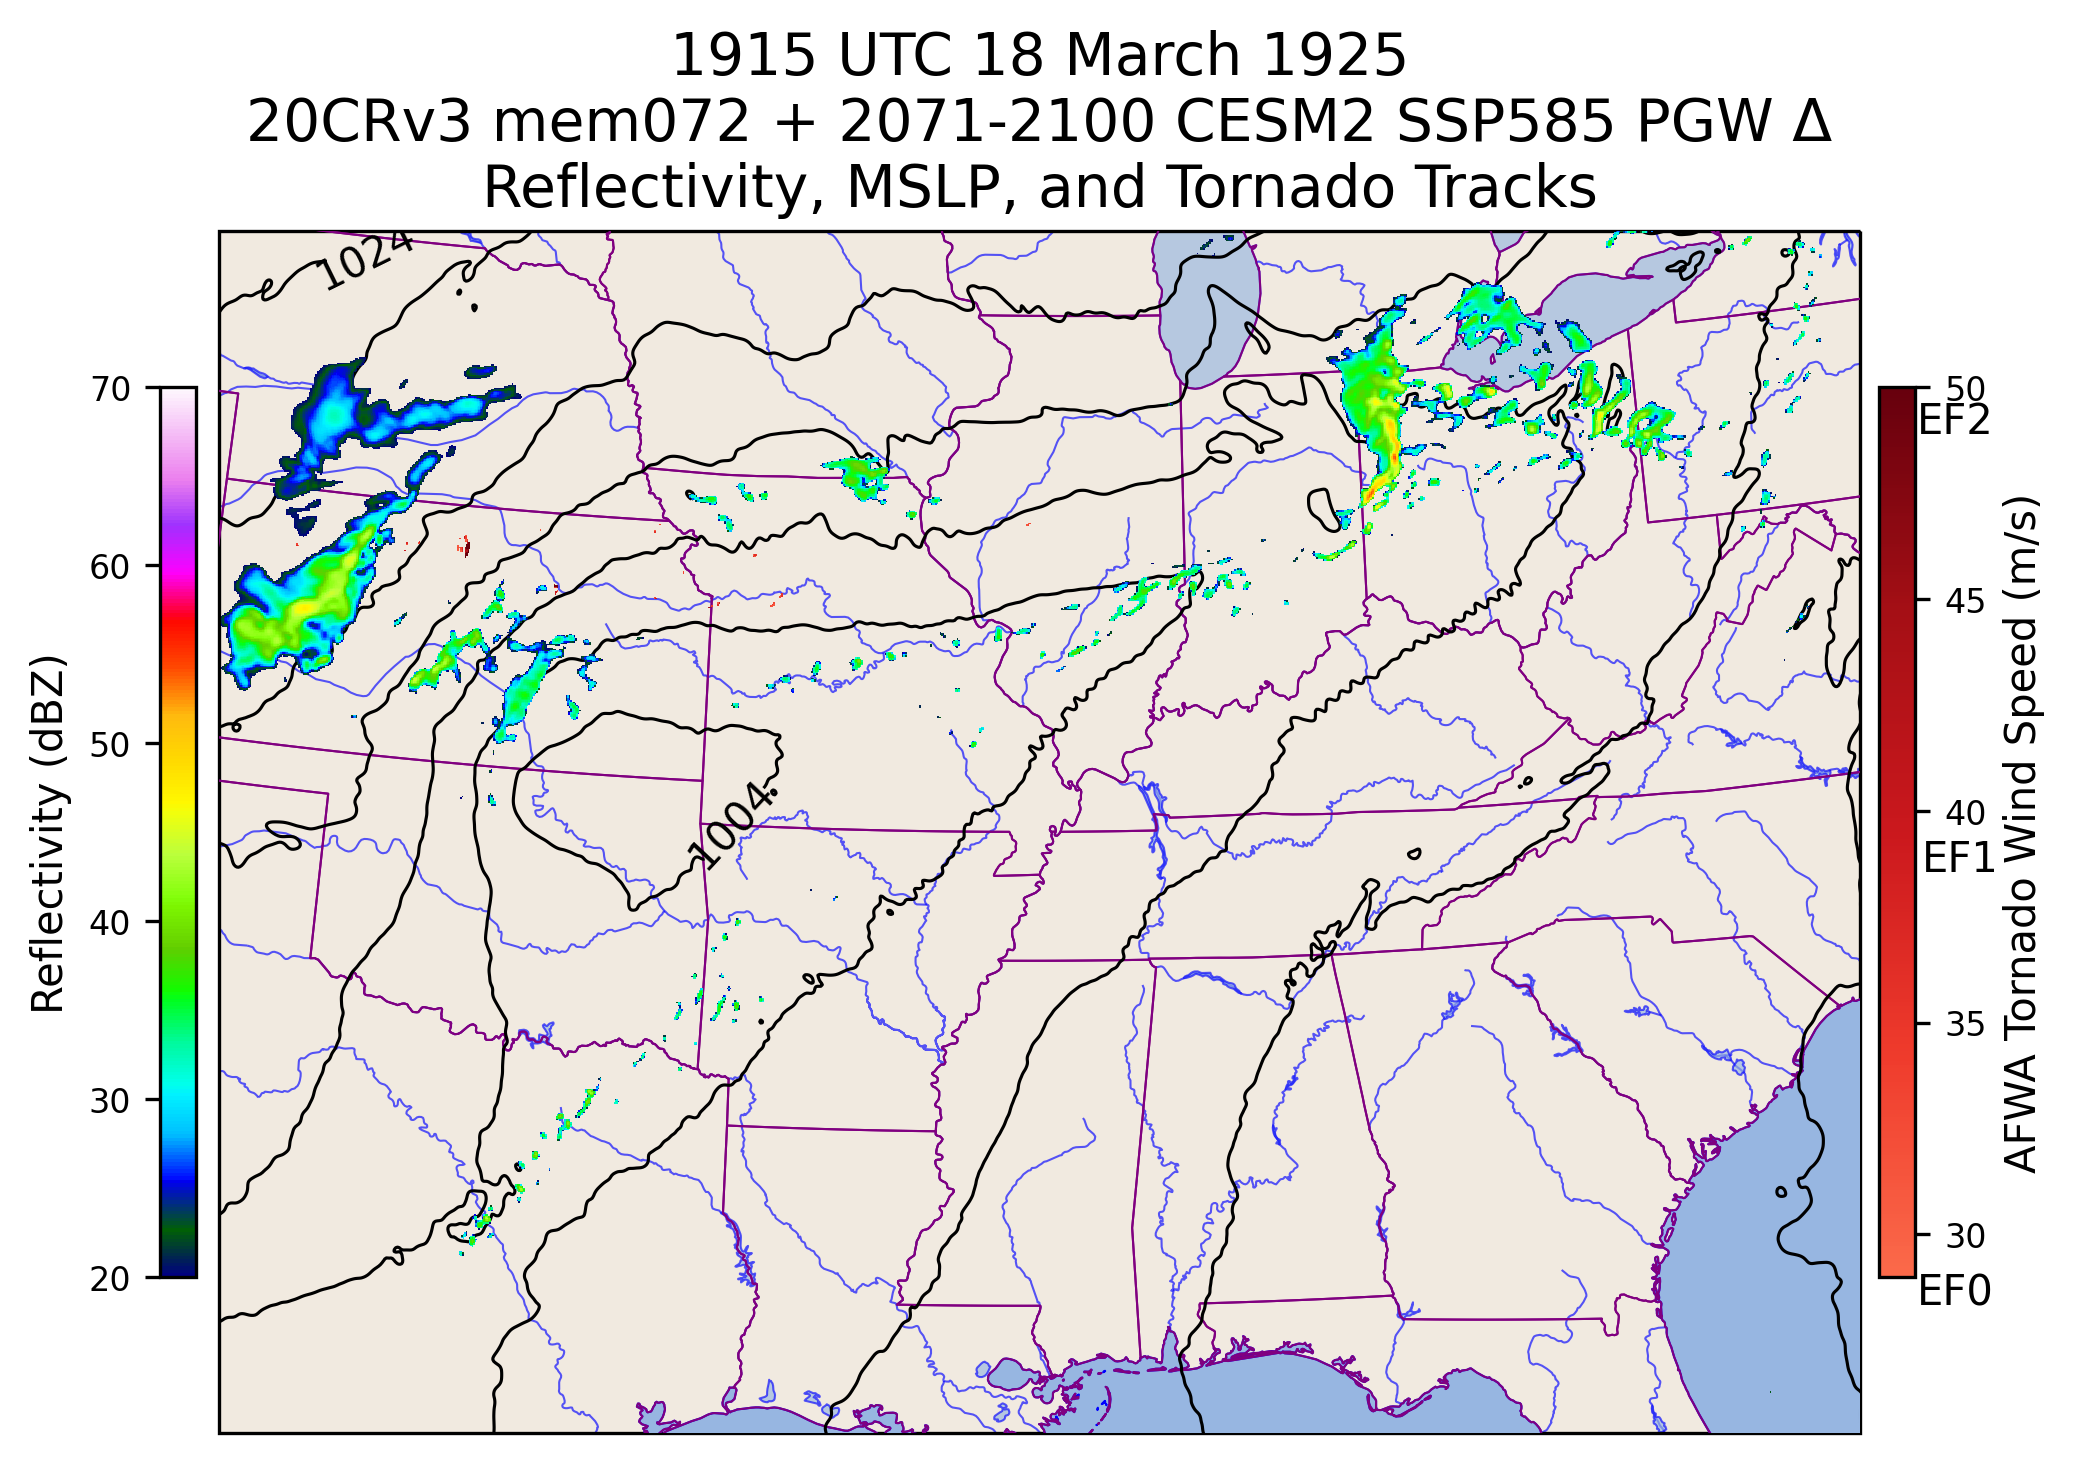 1915 UTC 18 March 1925
20CRv3 mem072 + 2071-2100 CESM2 SSP585 PGW Δ
Reflectivity, MSLP, and Tornado Tracks
1024
1004
Reflectivity (dBZ)
70
60
50
40
30
20
50
EF2
45
40
EF1
35
30
EF0
AFWA Tornado Wind Speed (m/s)